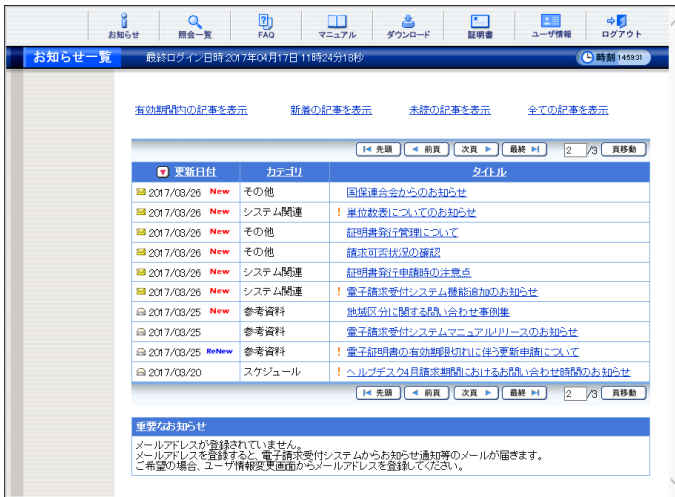 お知らせ 照会一覧 FAQ マニュアル ダウンロード 証明書 ユーザ情報 ログアウト
お知らせ一覧 最終ログイン日時:2017年04月17日 11時24分18秒 時刻 14:59:31
有効期間内の記事を表示 新着の記事を表示 未読の記事を表示 全ての記事を表示
先頭 前頁 次頁 最終 2 /3 頁移動
更新日付 カテゴリ タイトル
2017/03/26 New その他 国保連合会からのお知らせ
2017/03/26 New システム関連 ! 単位数表についてのお知らせ
2017/03/26 New その他 証明書発行管理について
2017/03/26 New その他 請求可否状況の確認
2017/03/26 New システム関連 証明書発行申請時の注意点
2017/03/26 New システム関連 ! 電子請求受付システム機能追加のお知らせ
2017/03/25 New 参考資料 地域区分に関する問い合わせ事例集
2017/03/25 参考資料 電子請求受付システムマニュアルリリースのお知らせ
2017/03/25 ReNew 参考資料 ! 電子証明書の有効期限切れに伴う更新申請について
2017/03/20 スケジュール ! ヘルプデスク4月請求期間におけるお問い合わせ時間のお知らせ
先頭 前頁 次頁 最終 2 /3 頁移動
重要なお知らせ
メールアドレスが登録されていません。
メールアドレスを登録すると、電子請求受付システムからお知らせ通知等のメールが届きます。
ご希望の場合、ユーザ情報変更画面からメールアドレスを登録してください。